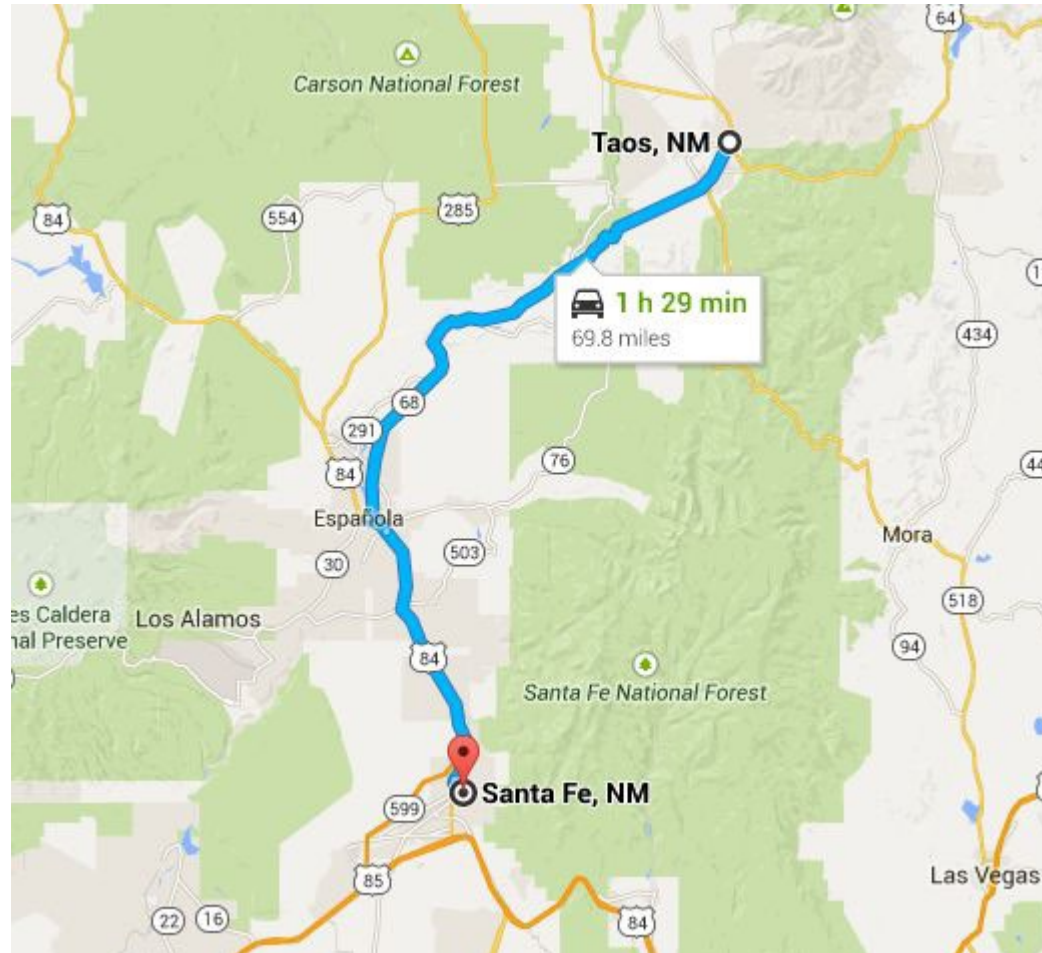 64
Carson National Forest
Taos, NM
84
554
285
1 h 29 min
69.8 miles
434
68
291
84
76
44
Española
503
Mora
30
es Caldera
nal Preserve
Los Alamos
518
84
94
Santa Fe National Forest
Santa Fe, NM
599
85
Las Vegas
22
16
84